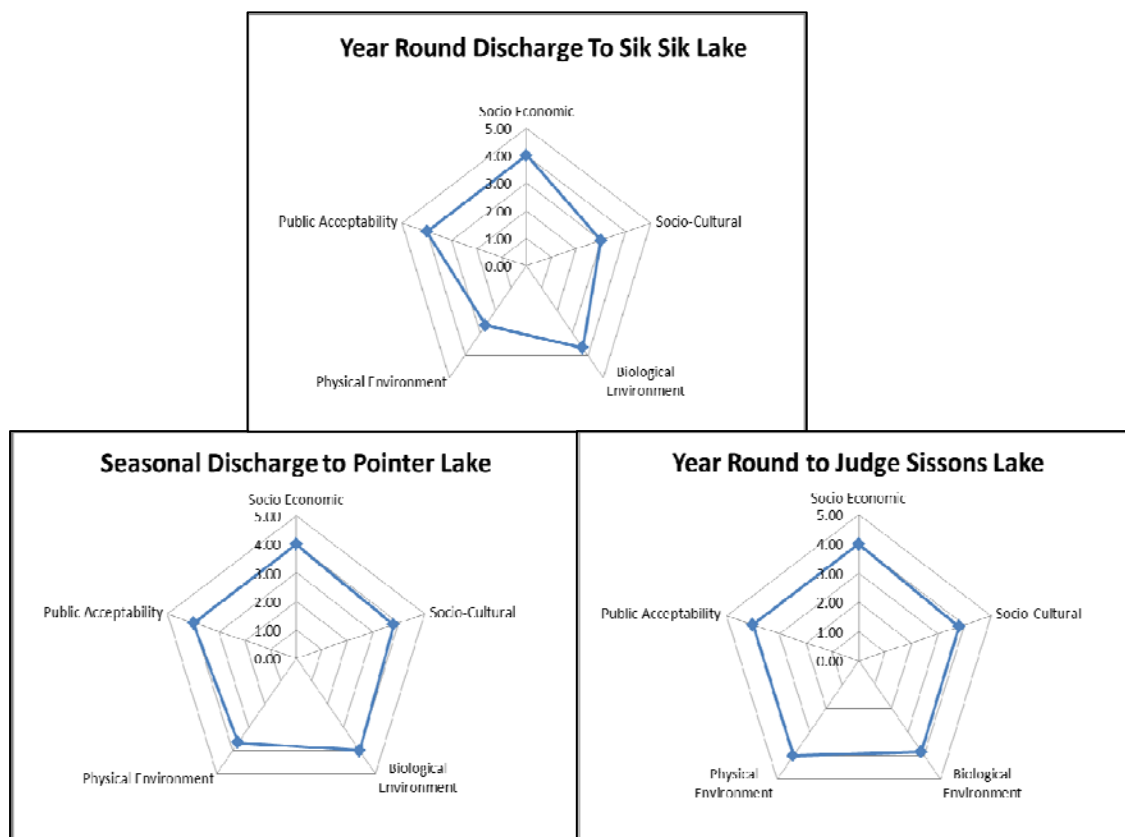 Year Round Discharge To Sik Sik Lake
Socio Economic
5.00
4.00
3.00
2.00
1.00
0.00
Public Acceptability
Socio-Cultural
Physical Environment
Biological
Environment
Seasonal Discharge to Pointer Lake
Socio Economic
5.00
4.00
3.00
2.00
1.00
0.00
Public Acceptability
Socio-Cultural
Physical Environment
Biological
Environment
Year Round to Judge Sissons Lake
Socio Economic
5.00
4.00
3.00
2.00
1.00
0.00
Public Acceptability
Socio-Cultural
Physical
Environment
Biological
Environment